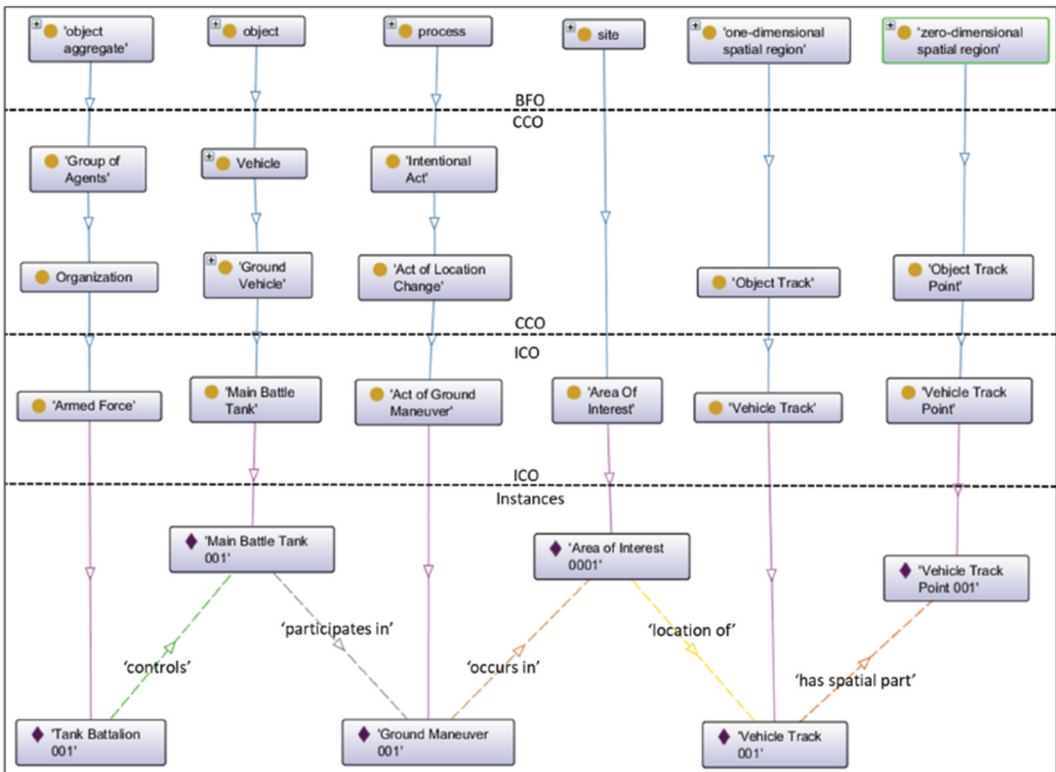 'object
aggregate'
object
process
site
'one-dimensional
spatial region'
'zero-dimensional
spatial region'
BFO
CCO
'Group of
Agents'
Vehicle
'Intentional
Act'
Organization
'Ground
Vehicle'
'Act of Location
Change'
'Object Track'
'Object Track
Point'
CCO
ICO
'Armed Force'
'Main Battle
Tank'
'Act of Ground
Maneuver'
'Area Of
Interest'
'Vehicle Track'
'Vehicle Track
Point'
ICO
Instances
'Main Battle Tank
001'
'Area of Interest
0001'
'Vehicle Track
Point 001'
‘participates in’
‘location of’
‘controls’
‘occurs in’
‘has spatial part’
'Tank Battalion
001'
'Ground Maneuver
001'
'Vehicle Track
001'